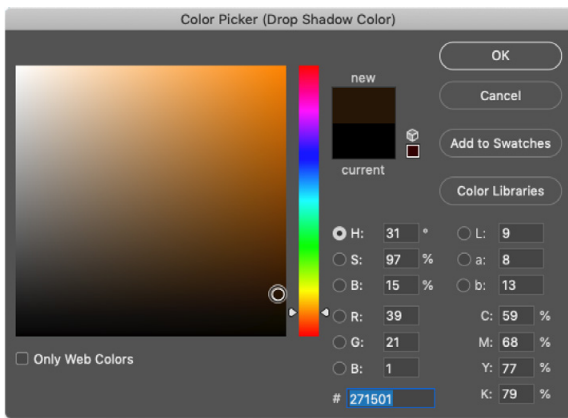 Color Picker (Drop Shadow Color)
new
current
OK
Cancel
Add to Swatches
Color Libraries
H: 31 °
S: 97 %
B: 15 %
R: 39
G: 21
B: 1
# 271501
L: 9
a: 8
b: 13
C: 59 %
M: 68 %
Y: 77 %
K: 79 %
Only Web Colors